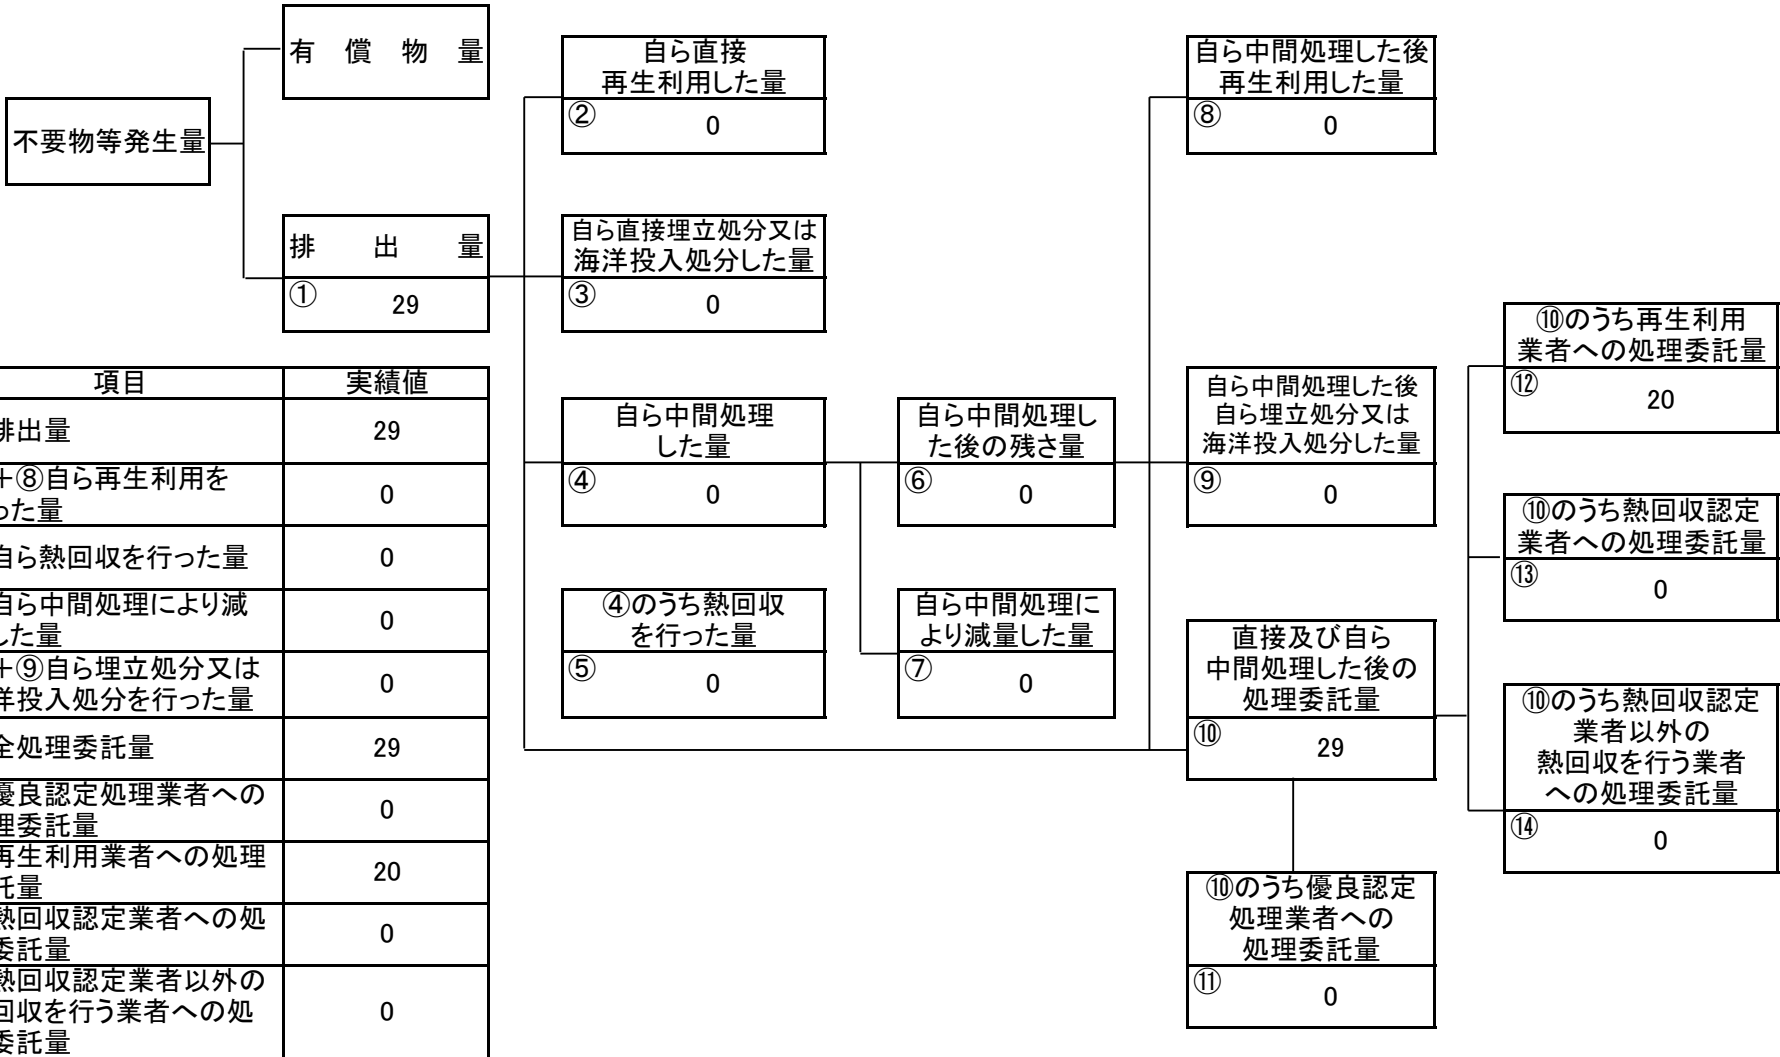 不要物等発生量
有償物量
排出量
①
29
自ら直接
再生利用した量
②
0
自ら直接埋立処分又は
海洋投入処分した量
③
0
自ら中間処理
した量
④
0
④のうち熱回収
を行った量
⑤
0
自ら中間処理し
た後の残さ量
⑥
0
自ら中間処理に
より減量した量
⑦
0
自ら中間処理した後
再生利用した量
⑧
0
自ら中間処理した後
自ら埋立処分又は
海洋投入処分した量
⑨
0
直接及び自ら
中間処理した後の
処理委託量
⑩
29
⑩のうち優良認定
処理業者への
処理委託量
⑪
0
⑩のうち再生利用
業者への処理委託量
⑫
20
⑩のうち熱回収認定
業者への処理委託量
⑬
0
⑩のうち熱回収認定
業者以外の
熱回収を行う業者
への処理委託量
⑭
0
項目 実績値
排出量
29
+⑧自ら再生利用を
った量
0
自ら熱回収を行った量
0
自ら中間処理により減
した量
0
+⑨自ら埋立処分又は
洋投入処分を行った量
0
全処理委託量
29
優良認定処理業者への
理委託量
0
再生利用業者への処理
託量
20
熱回収認定業者への処
委託量
0
熱回収認定業者以外の
回収を行う業者への処
委託量
0